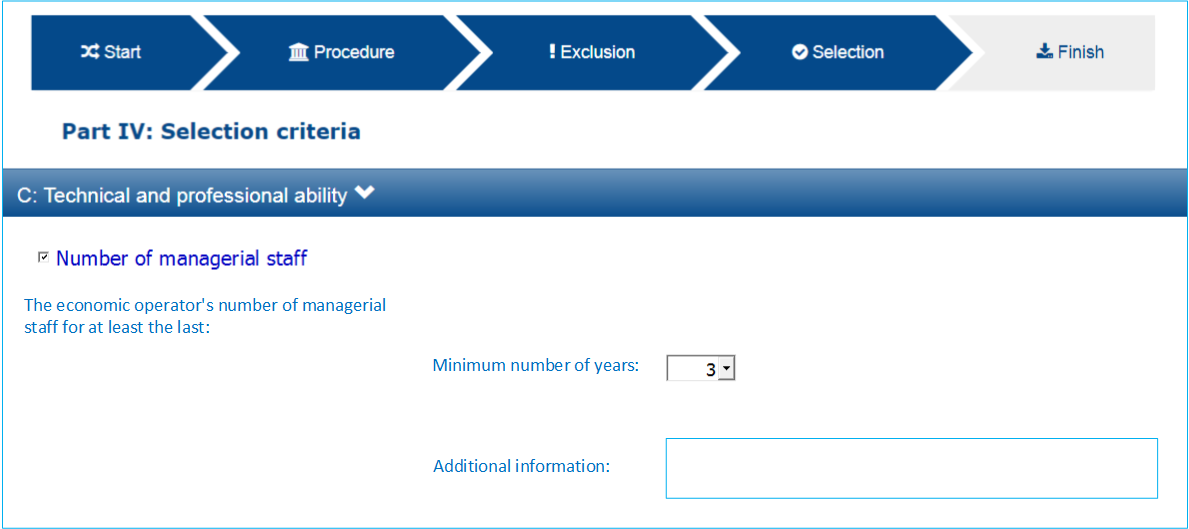 Start
Procedure
Exclusion
Selection
Finish
Part IV: Selection criteria
C: Technical and professional ability
Number of managerial staff
The economic operator's number of managerial
staff for at least the last:
Minimum number of years:
3
Additional information: